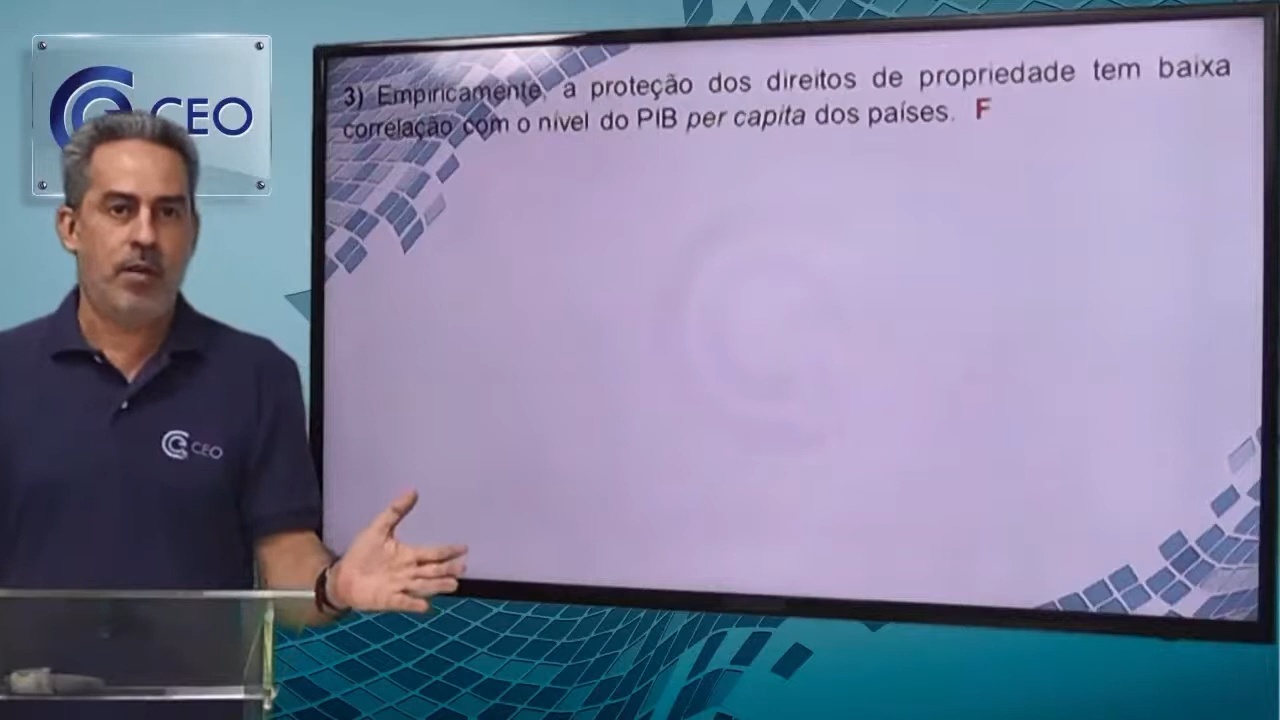 CEO
3) Empiricamente, a proteção dos direitos de propriedade tem baixa
correlação com o nível do PIB per capita dos países. F
CEO